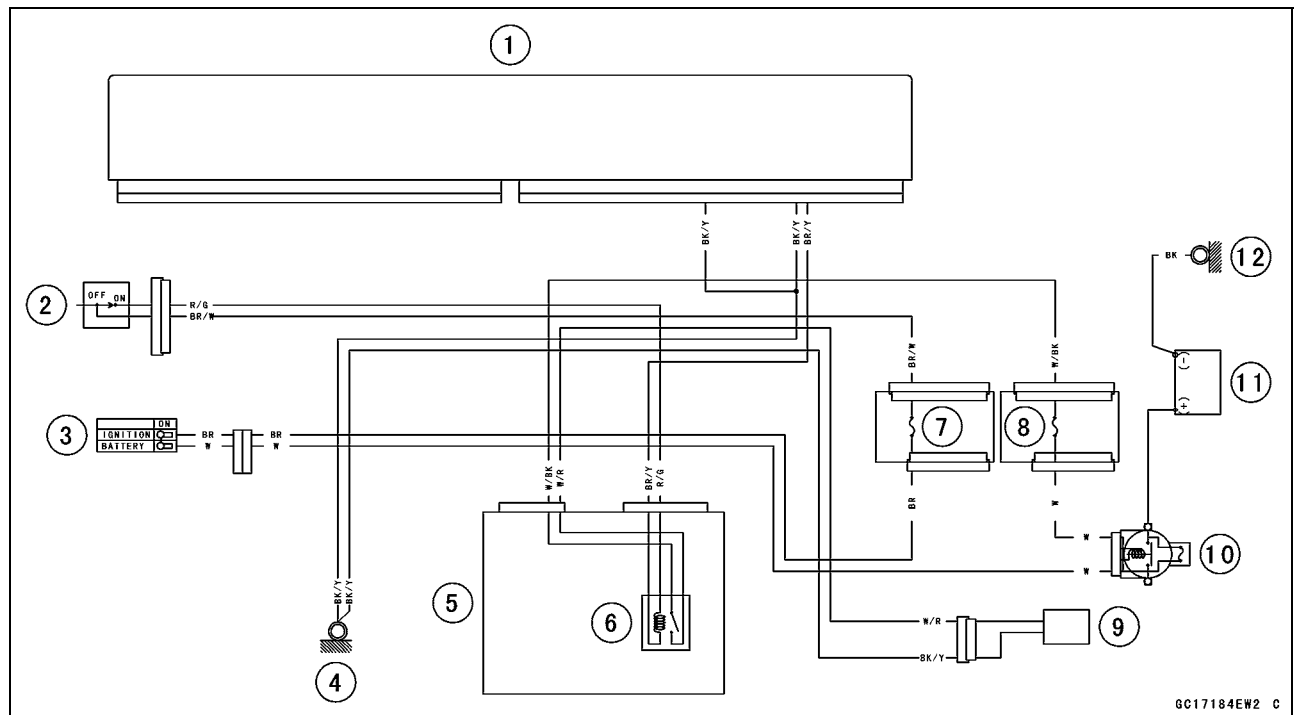 1
BK/Y
BK/Y
BR/Y
BK
12
2
OFF
ON
R/G
BR/W
BR/W
W/BK
(-)
11
(+)
3
ON
IGNITION
BATTERY
BR
W
BR
W
7
8
W/BK
W/R
BR/Y
R/G
BR
W
W
10
W
BK/Y
BK/Y
5
6
W/R
9
BK/Y
4
GC17184EW2 C